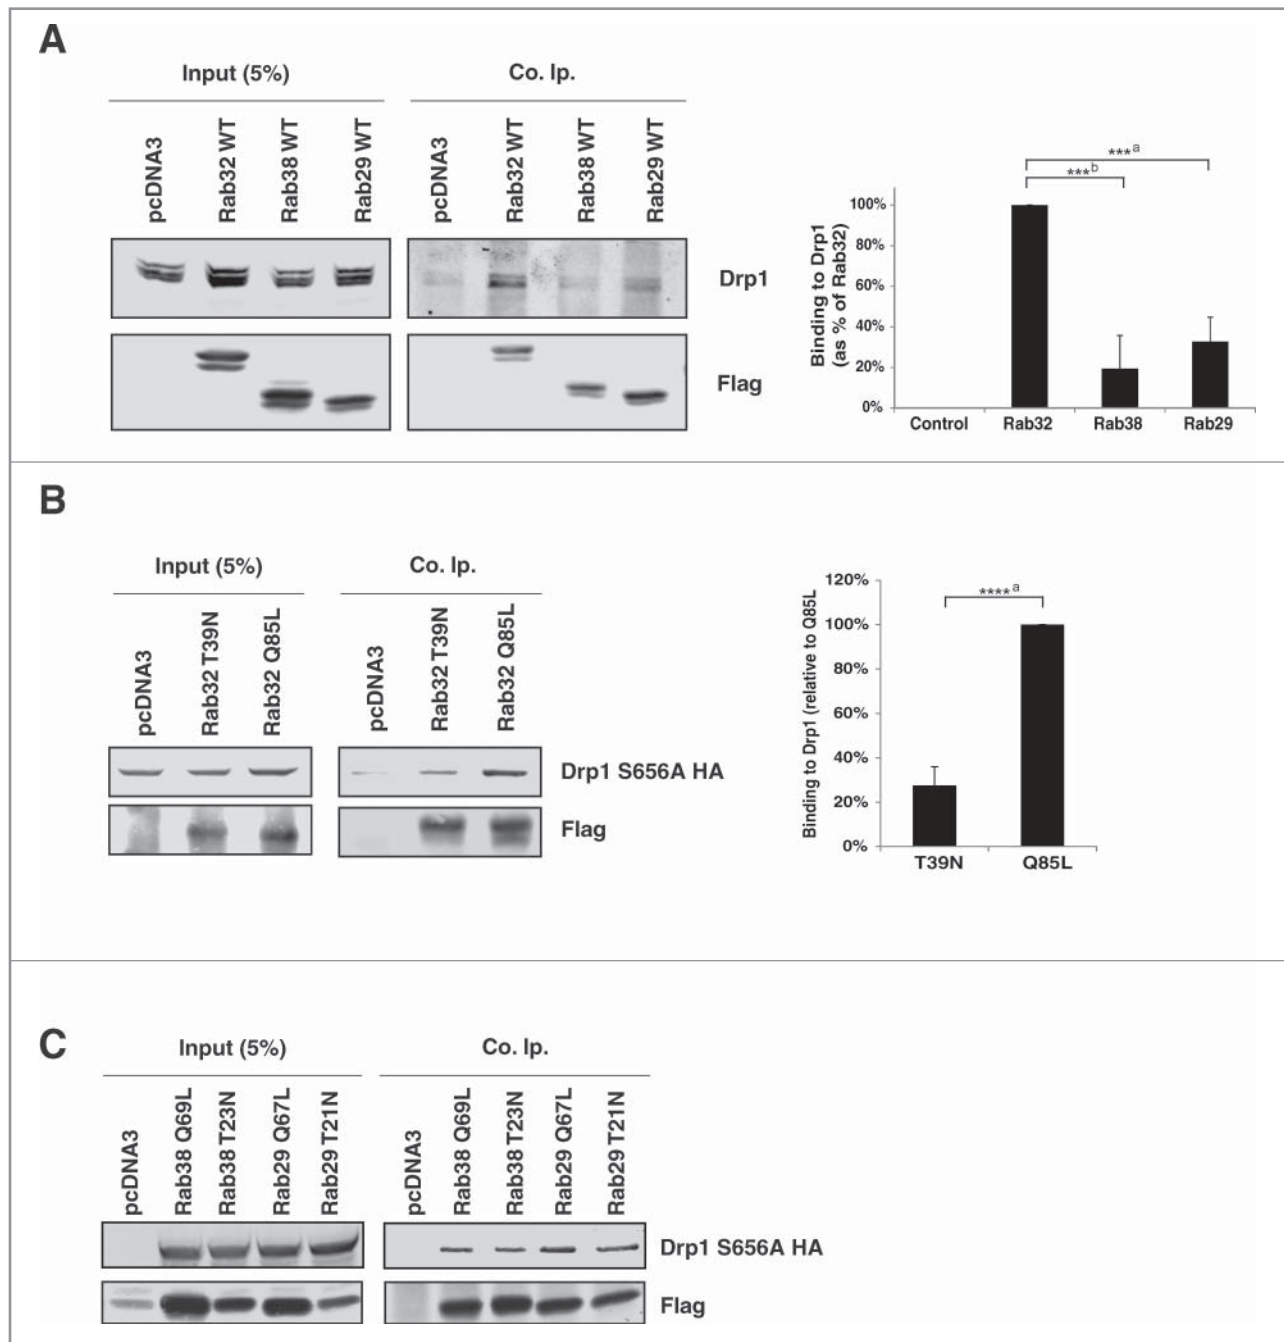 A
Input (5%)
Co. Ip.
pcDNA3
Rab32 WT
Rab38 WT
Rab29 WT
pcDNA3
Rab32 WT
Rab38 WT
Rab29 WT
Drp1
Flag
Binding to Drp1
(as % of Rab32)
100%
80%
60%
40%
20%
0%
***a
***b
Control
Rab32
Rab38
Rab29
B
Input (5%)
Co. Ip.
pcDNA3
Rab32 T39N
Rab32 Q85L
pcDNA3
Rab32 T39N
Rab32 Q85L
Drp1 S656A HA
Flag
Binding to Drp1 (relative to Q85L
120%
100%
80%
60%
40%
20%
0%
****a
T39N
Q85L
C
Input (5%)
Co. Ip.
pcDNA3
Rab38 Q69L
Rab38 T23N
Rab29 Q67L
Rab29 T21N
pcDNA3
Rab38 Q69L
Rab38 T23N
Rab29 Q67L
Rab29 T21N
Drp1 S656A HA
Flag